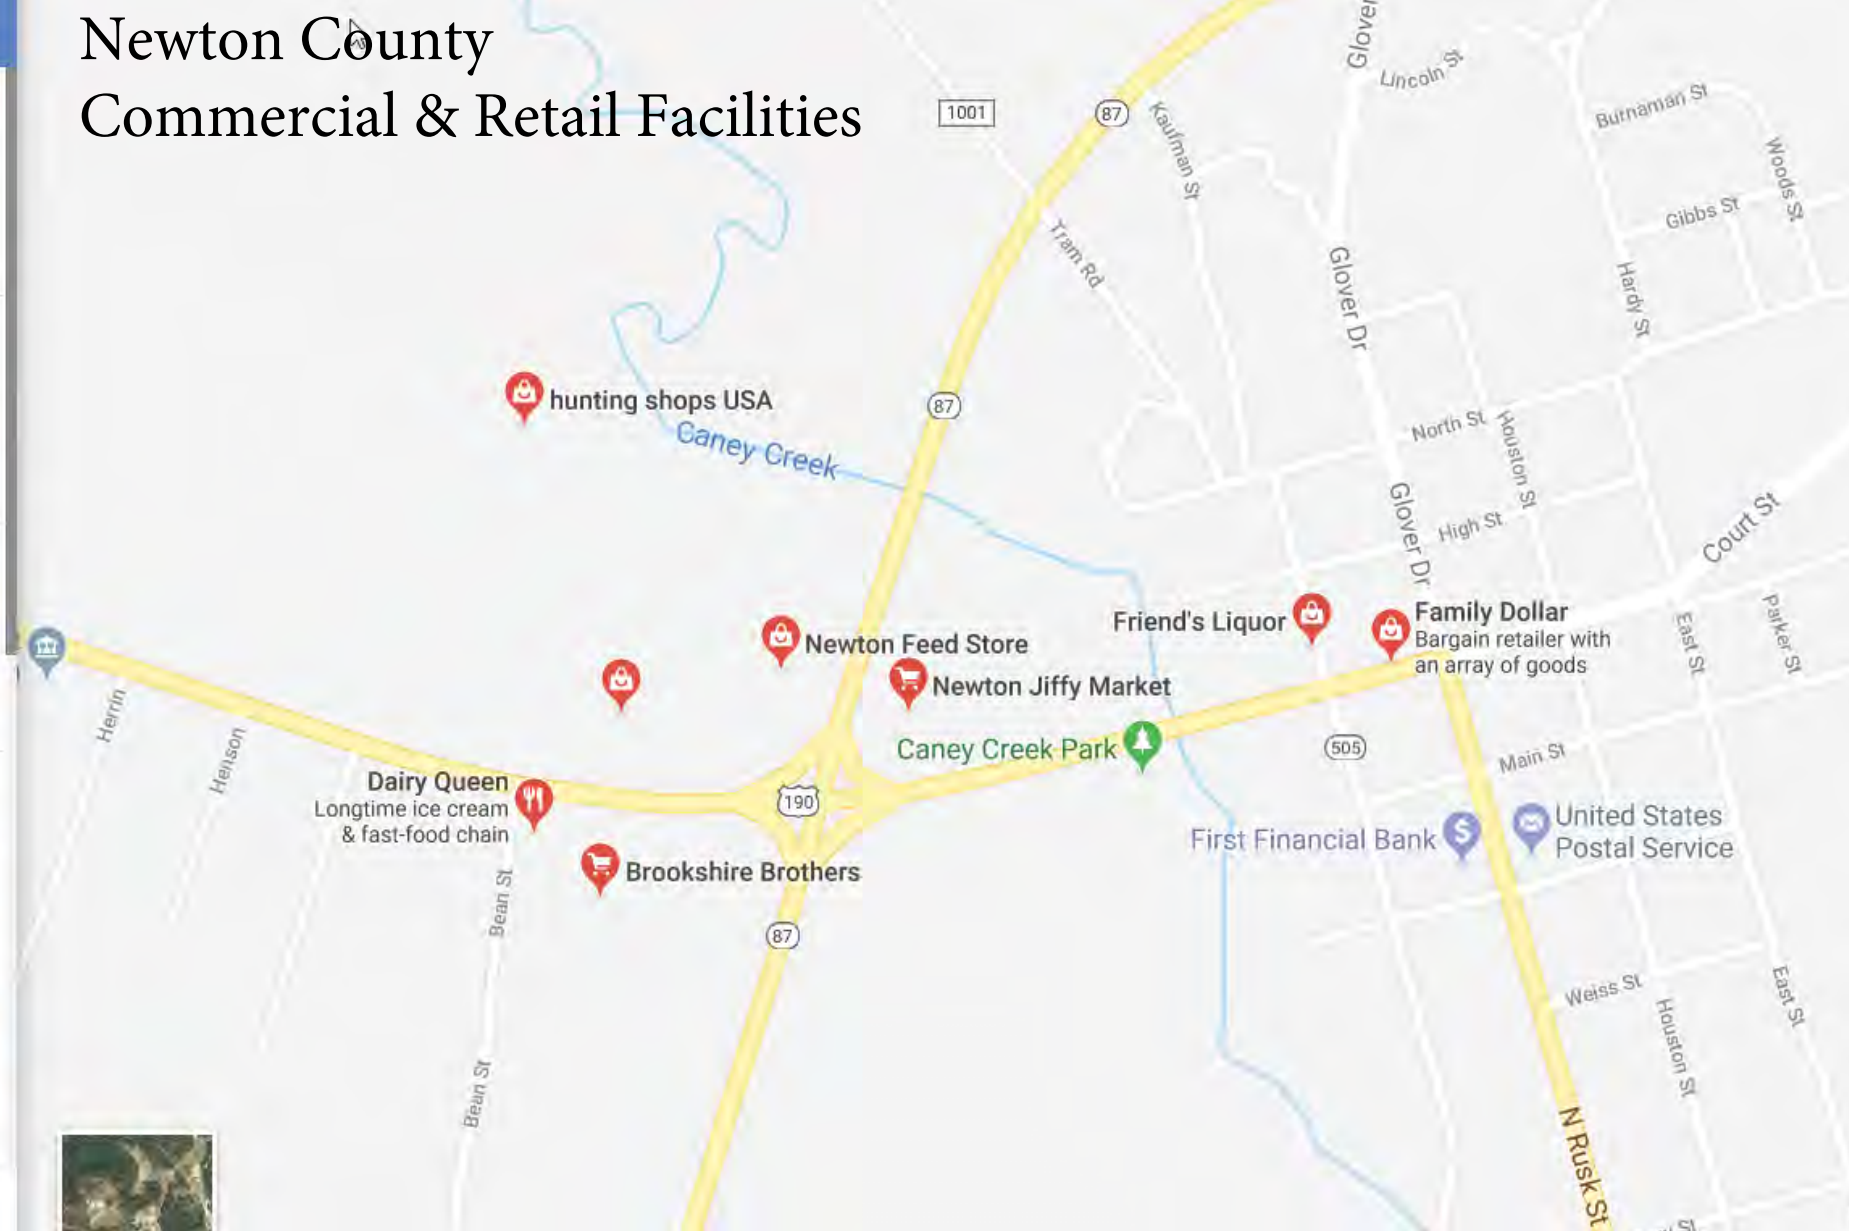 Newton County
Commercial & Retail Facilities
Glover
Lincoln St
1001
87
Kaufman St
Burnaman St
Woods St
Gibbs St
Tram Rd
Glover Dr
Hardy St
hunting shops USA
87
Caney Creek
North St
Houston St
Glover Dr
High St
Court St
Friend's Liquor
Family Dollar
Bargain retailer with
an array of goods
East St
Parker St
Newton Feed Store
Newton Jiffy Market
Herrin
Henson
Caney Creek Park
505
Main St
Dairy Queen
Longtime ice cream
& fast-food chain
190
United States
Postal Service
First Financial Bank
Brookshire Brothers
Bean St
87
Weiss St
East St
Houston St
Bean St
N Rusk St
St